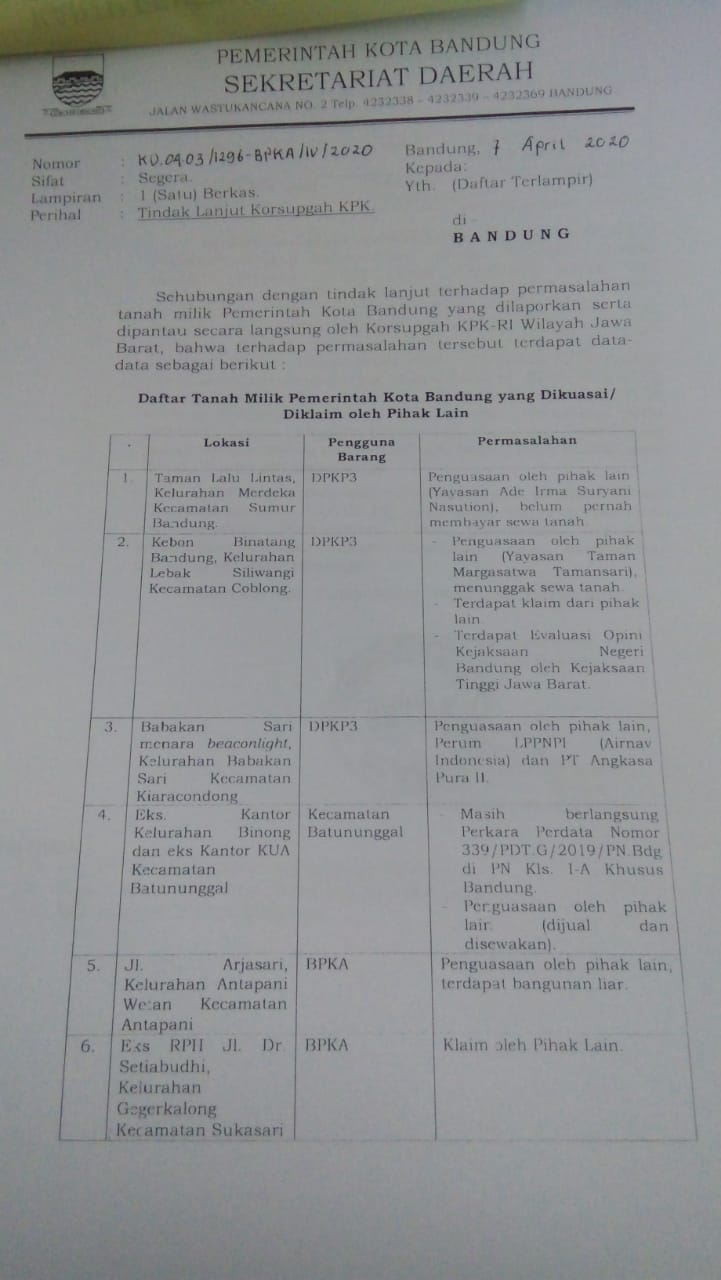 PEMERINTAH KOTA BANDUNG
SEKRETARIAT DAERAH
JALAN WASTUKANCANA NO. 2 Telp. 4232338 - 4232339 - 4232369 BANDUNG
Nomor : KU.09.03/1296-BPKA/IV/2020
Sifat : Segera.
Lampiran : 1 (Satu) Berkas.
Perihal : Tindak Lanjut Korsupgah KPK.
Bandung, 7 April 2020
Kepada:
Yth. (Daftar Terlampir)
di -
BANDUNG
Sehubungan dengan tindak lanjut terhadap permasalahan
tanah milik Pemerintah Kota Bandung yang dilaporkan serta
dipantau secara langsung oleh Korsupgah KPK-RI Wilayah Jawa
Barat, bahwa terhadap permasalahan tersebut terdapat data-
data sebagai berikut :
Daftar Tanah Milik Pemerintah Kota Bandung yang Dikuasai/
Diklaim oleh Pihak Lain
Lokasi
Pengguna
Barang
Permasalahan
1.
Taman Lalu Lintas,
Kelurahan Merdeka
Kecamatan Sumur
Bandung.
DPKP3
Penguasaan oleh pihak lain
(Yayasan Ade Irma Suryani
Nasution), belum pernah
membayar sewa tanah.
2.
Kebon Binatang
Bandung, Kelurahan
Lebak Siliwangi
Kecamatan Coblong.
DPKP3
- Penguasaan oleh pihak
lain (Yayasan Taman
Margasatwa Tamansari),
menunggak sewa tanah.
- Terdapat klaim dari pihak
lain.
- Terdapat Evaluasi Opini
Kejaksaan Negeri
Bandung oleh Kejaksaan
Tinggi Jawa Barat.
3.
Babakan Sari
menara beaconlight,
Kelurahan Babakan
Sari Kecamatan
Kiaracondong
DPKP3
Penguasaan oleh pihak lain,
Perum LPPNPI (Airnav
Indonesia) dan PT Angkasa
Pura II.
4.
Eks. Kantor
Kelurahan Binong
dan eks Kantor KUA
Kecamatan
Batununggal
Kecamatan
Batununggal
- Masih berlangsung
Perkara Perdata Nomor
339/PDT.G/2019/PN.Bdg
di PN Kls. I-A Khusus
Bandung.
- Penguasaan oleh pihak
lain (dijual dan
disewakan).
5.
Jl. Arjasari,
Kelurahan Antapani
Wetan Kecamatan
Antapani
BPKA
Penguasaan oleh pihak lain,
terdapat bangunan liar.
6.
Eks RPH Jl. Dr.
Setiabudhi,
Kelurahan
Gegerkalong
Kecamatan Sukasari
BPKA
Klaim oleh Pihak Lain.